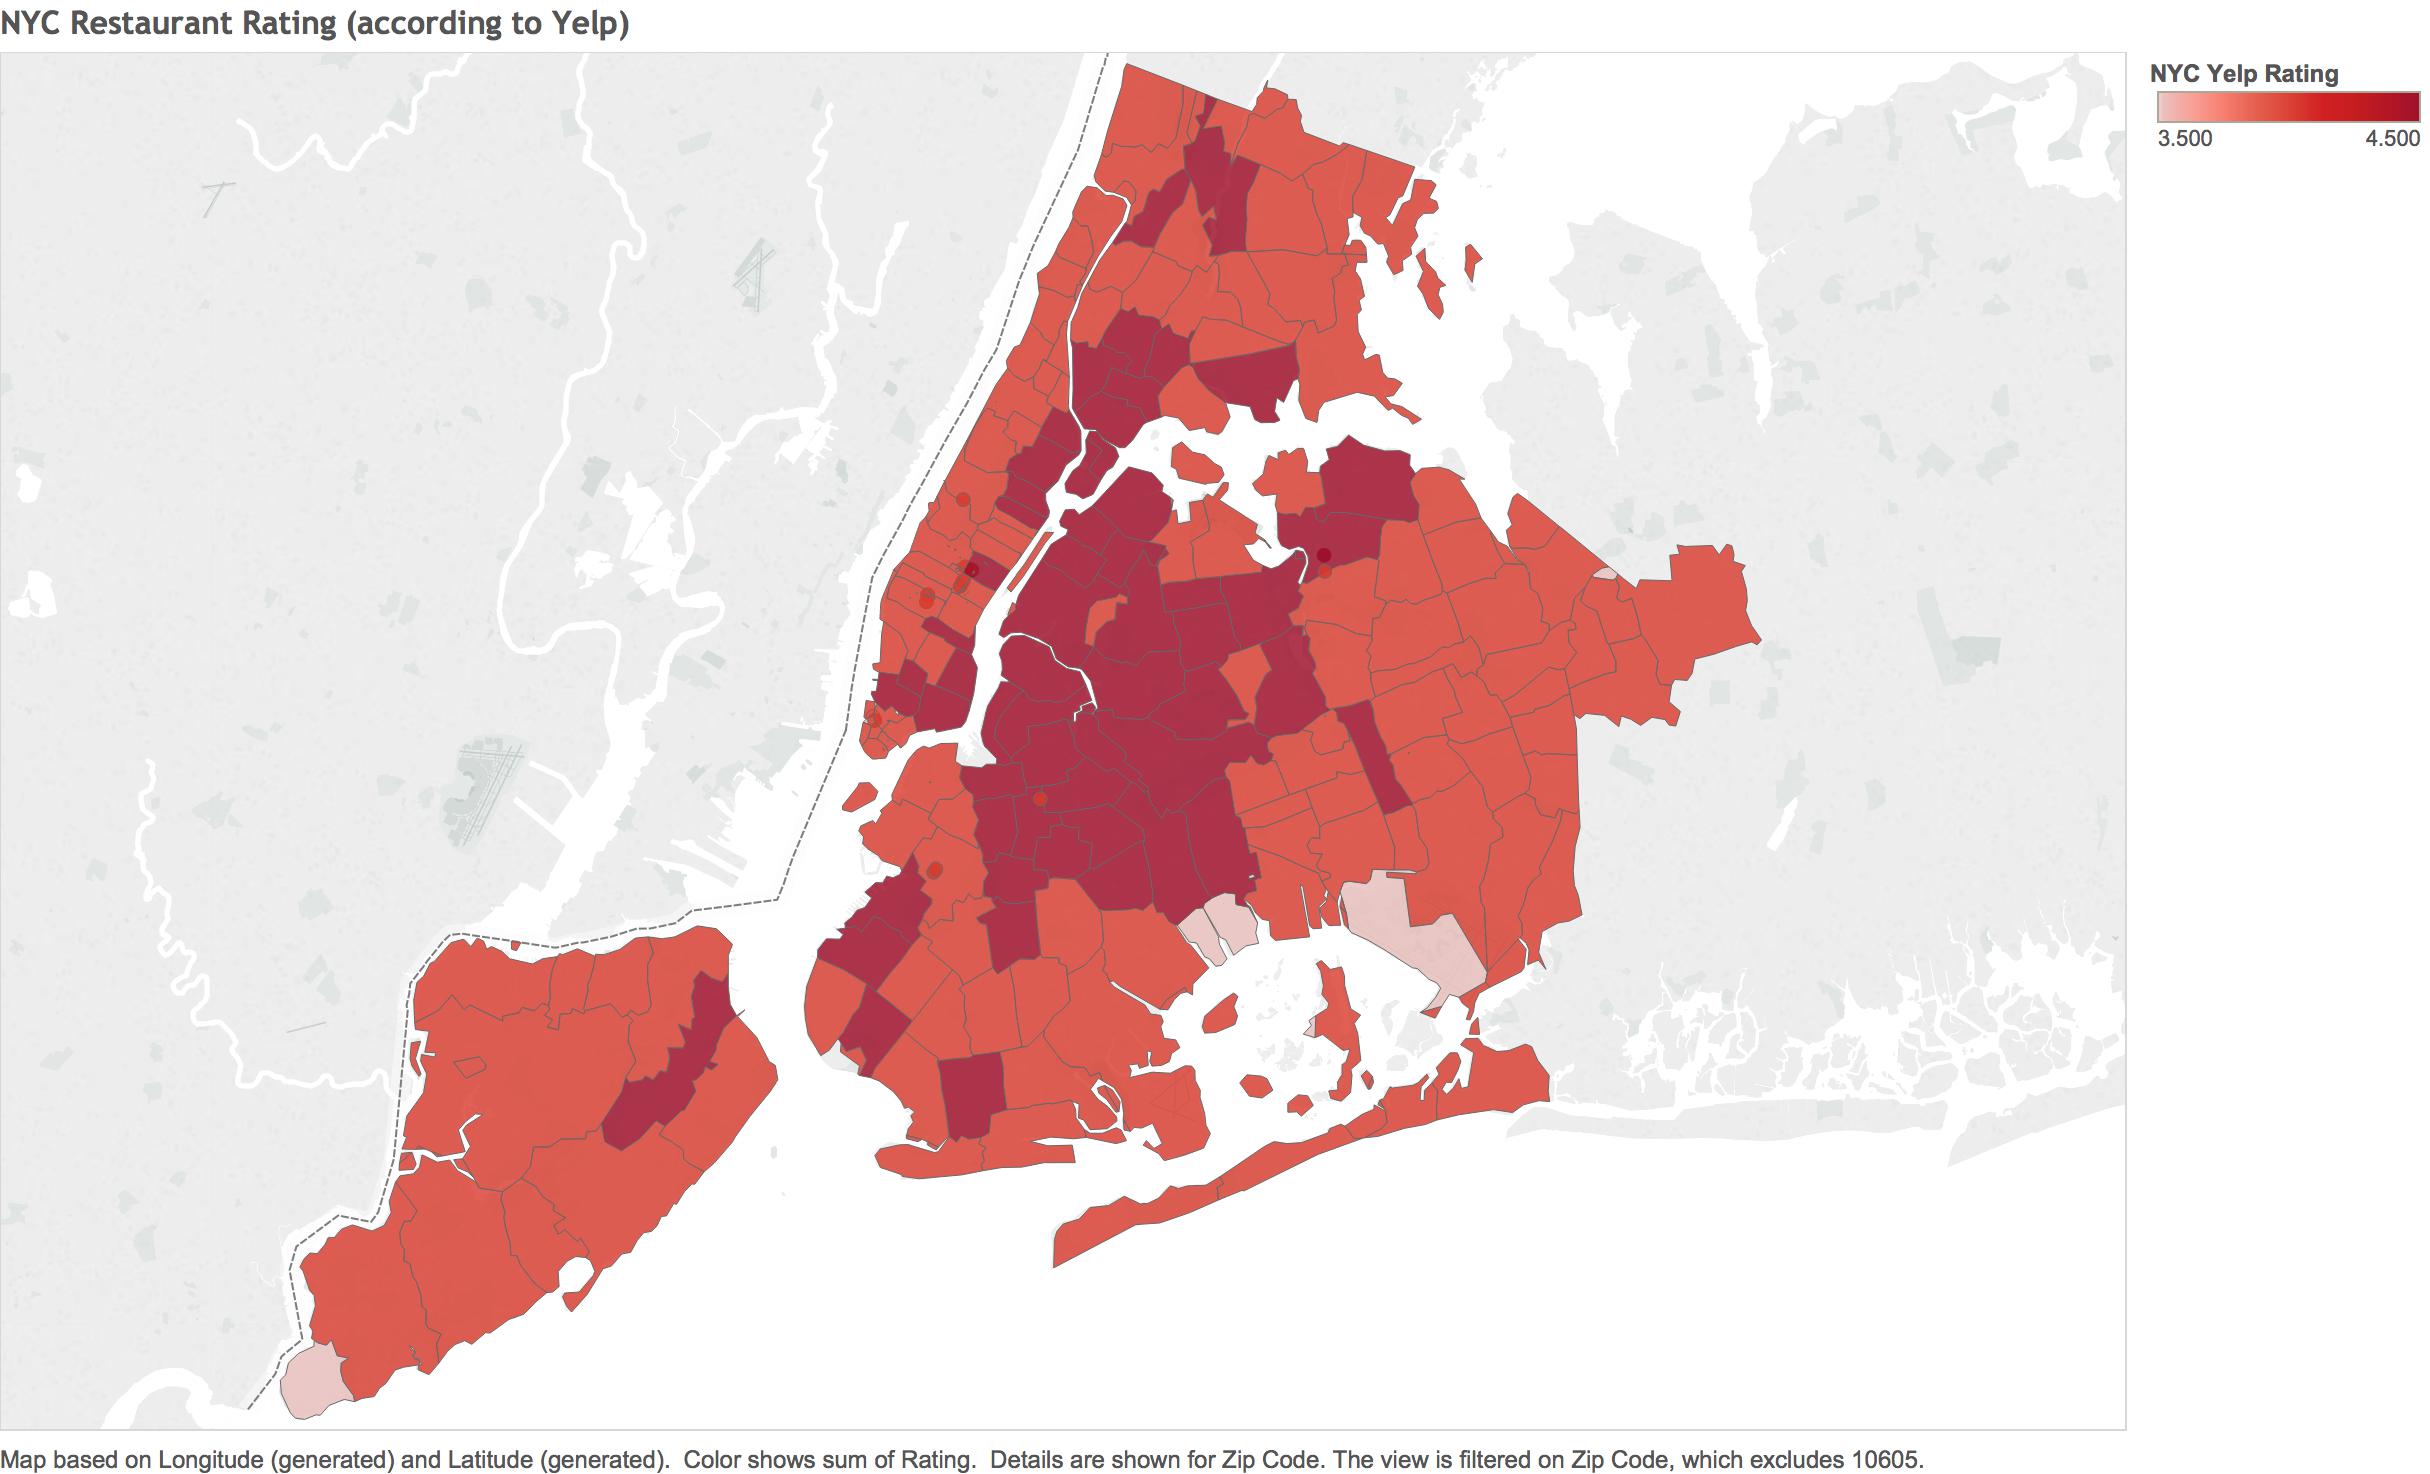 NYC Restaurant Rating (according to Yelp)
NYC Yelp Rating
3.500 4.500
Map based on Longitude (generated) and Latitude (generated).  Color shows sum of Rating.  Details are shown for Zip Code. The view is filtered on Zip Code, which excludes 10605.